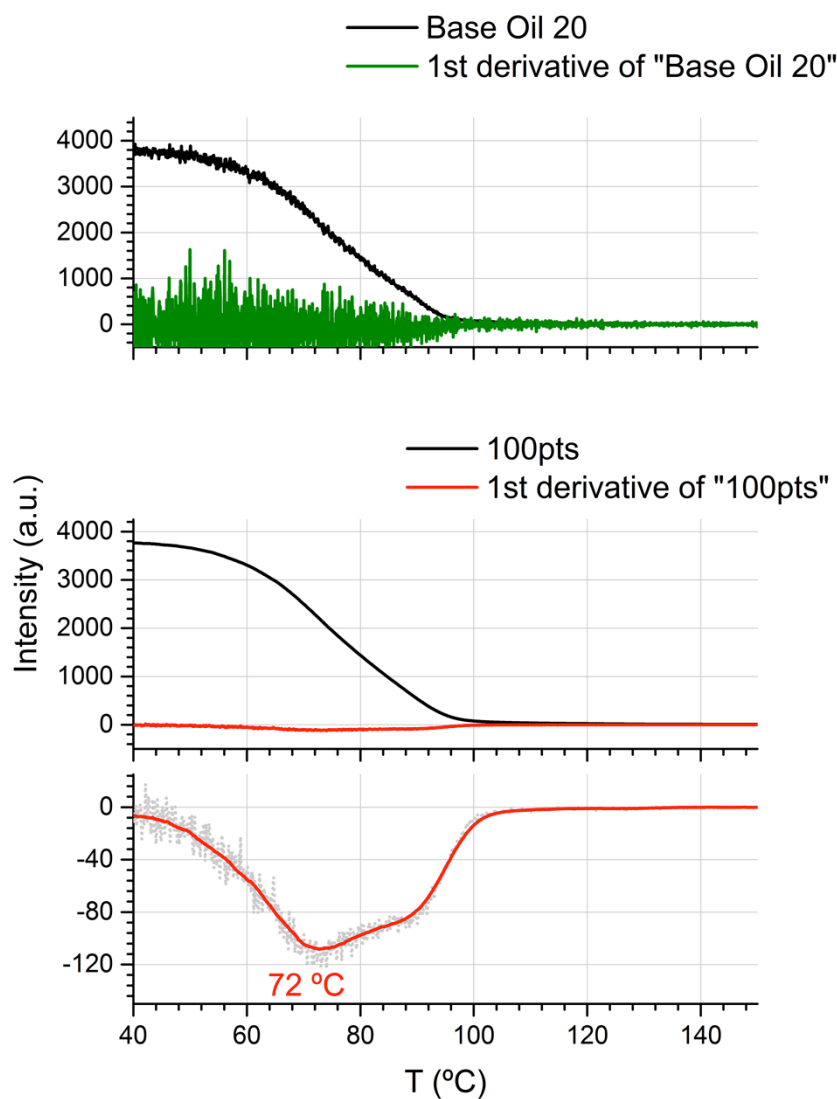 Base Oil 20
1st derivative of "Base Oil 20"
4000
3000
2000
1000
0
100pts
1st derivative of "100pts"
Intensity (a.u.)
4000
3000
2000
1000
0
0
-40
-80
-120
72 ºC
40 60 80 100 120 140
T (ºC)